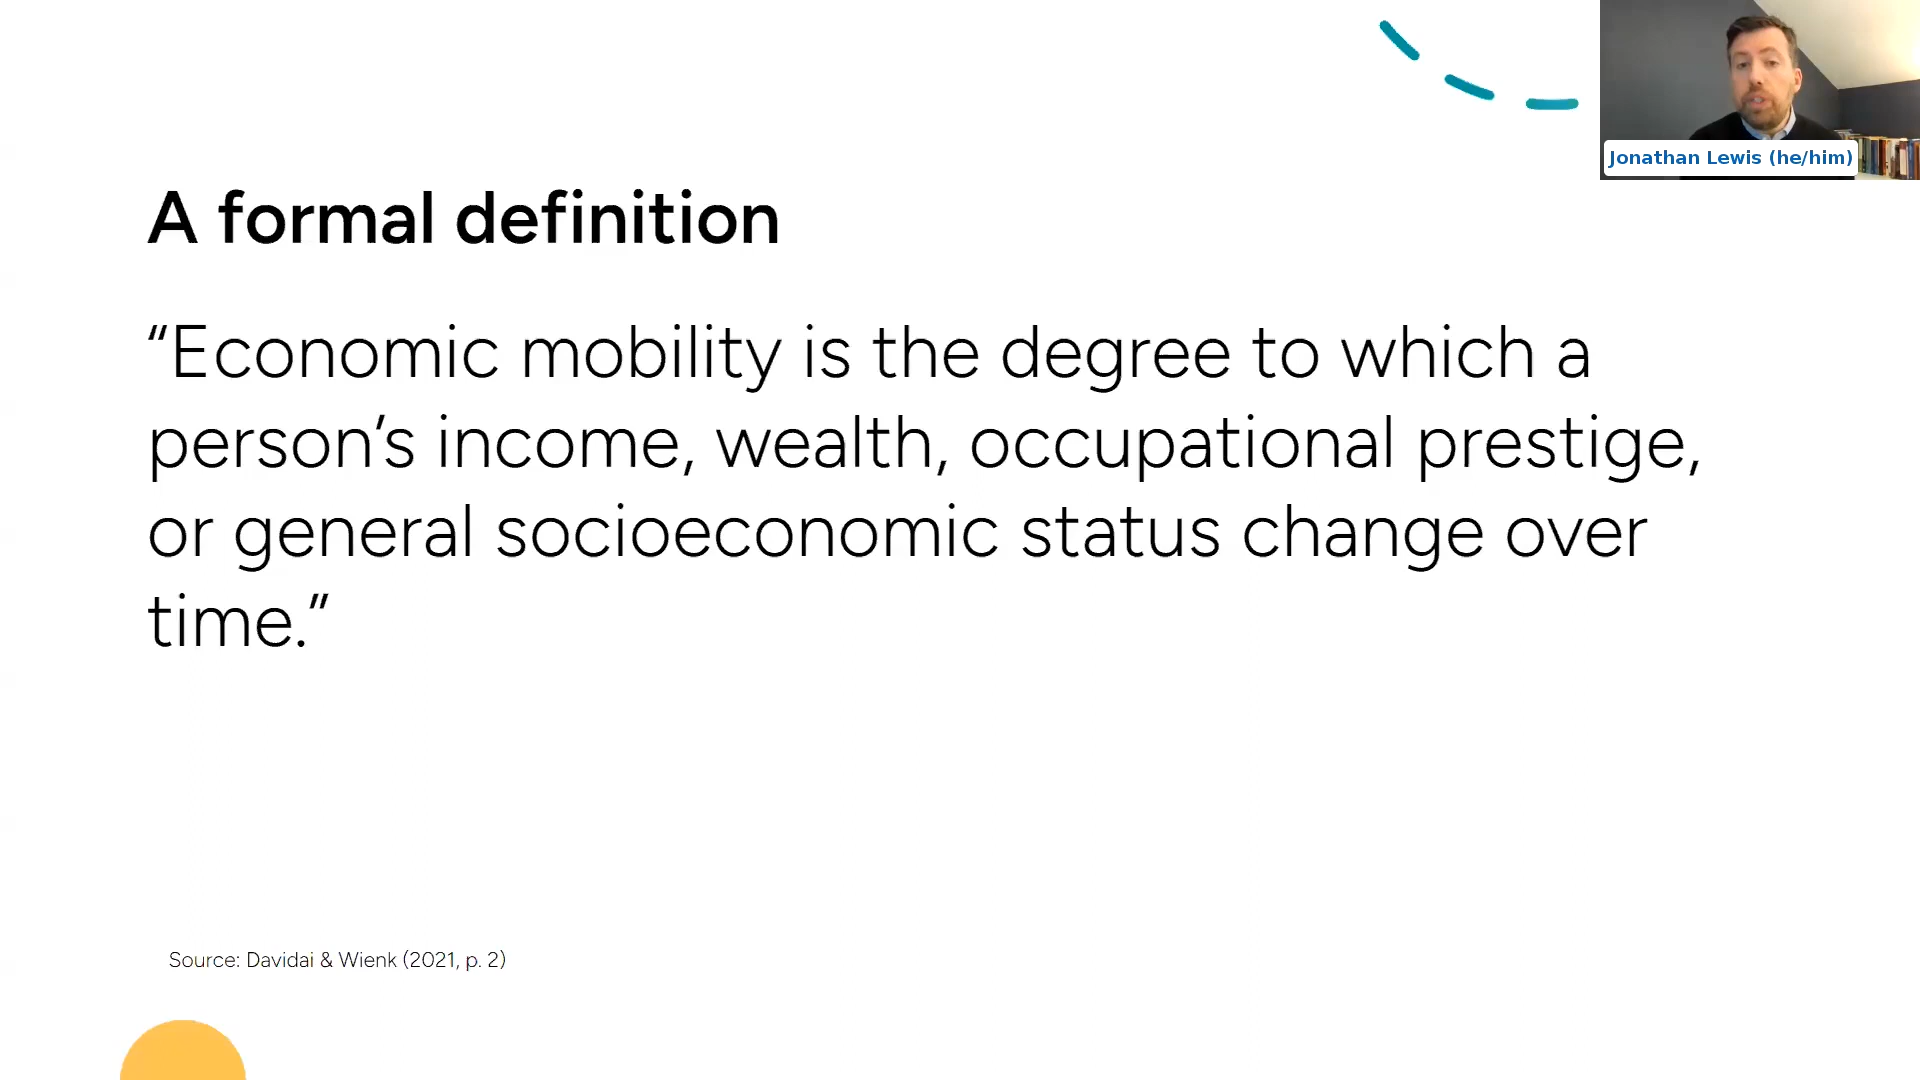 Jonathan Lewis (he/him)
A formal definition
“Economic mobility is the degree to which a
person’s income, wealth, occupational prestige,
or general socioeconomic status change over
time.”
Source: Davidai & Wienk (2021, p. 2)